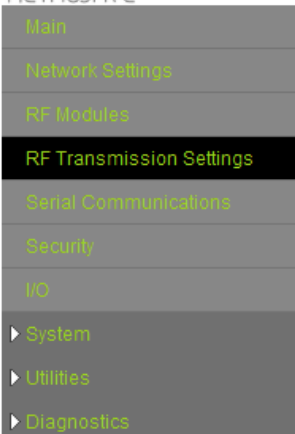 Main
Network Settings
RF Modules
RF Transmission Settings
Serial Communications
Security
I/O
System
Utilities
Diagnostics